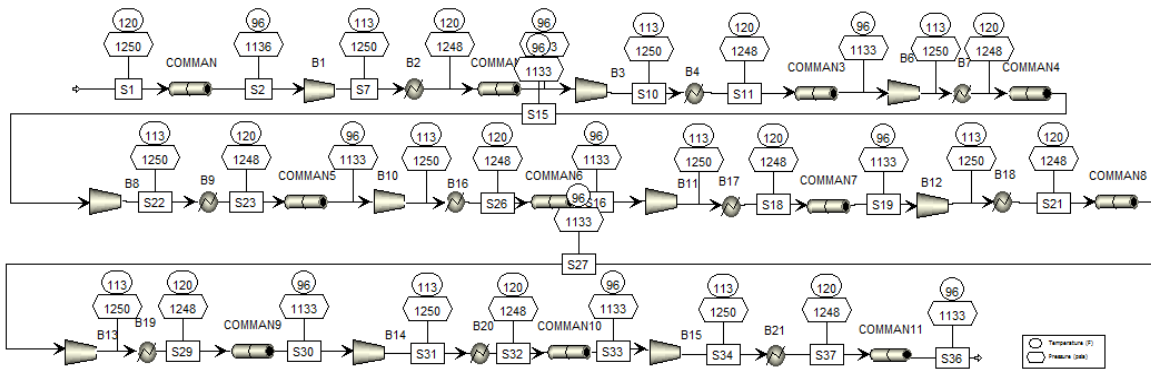 120 96 113 120 96 113 120 96 113 120
1250 1136 1250 1248 96 3 1250 1248 1133 1250 1248
COMMAN B1 B2 COMMAN 1133 B3 B4 COMMAN3 B6 B7 COMMAN4
S1 S2 S7 S10 S11
S15
113 120 96 113 120 96 113 120 96 113 120
1250 1248 1133 1250 1248 1133 1250 1248 1133 1250 1248
B8 B9 COMMAN5 B10 B16 COMMAN6 B11 B17 COMMAN7 B12 B18 COMMAN8
S22 S23 S26 96 S16 S18 S19 S21
1133
S27
113 120 96 113 120 96 113 120 96
1250 1248 1133 1250 1248 1133 1250 1248 1133
B13 B19 COMMAN9 B14 B20 COMMAN10 B15 B21 COMMAN11
S29 S30 S31 S32 S33 S34 S37 S36
Temperature (F)
Pressure (psia)